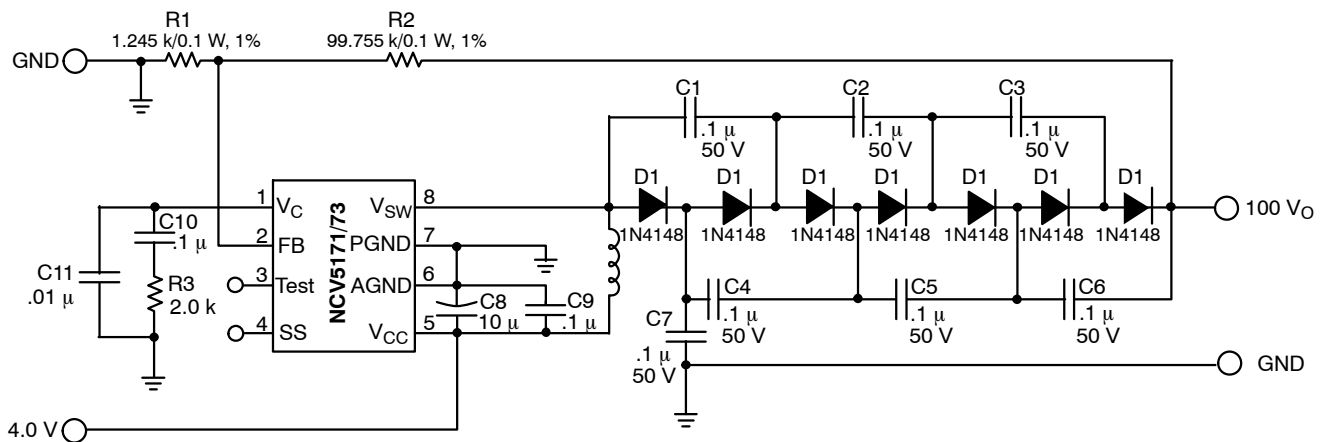 R1
1.245 k/0.1 W, 1%
R2
99.755 k/0.1 W, 1%
GND
C1
.1 µ
50 V
C2
.1 µ
50 V
C3
.1 µ
50 V
D1
1N4148
D1
1N4148
D1
1N4148
D1
1N4148
D1
1N4148
D1
1N4148
D1
1N4148
100 VO
1
VC
2
FB
3
Test
4
SS
NCV5171/73
VSW
8
PGND
7
AGND
6
VCC
5
C10
.1 µ
C11
.01 µ
R3
2.0 k
C8
10 µ
C9
.1 µ
C4
.1 µ
50 V
C5
.1 µ
50 V
C6
.1 µ
50 V
C7
.1 µ
50 V
GND
4.0 V